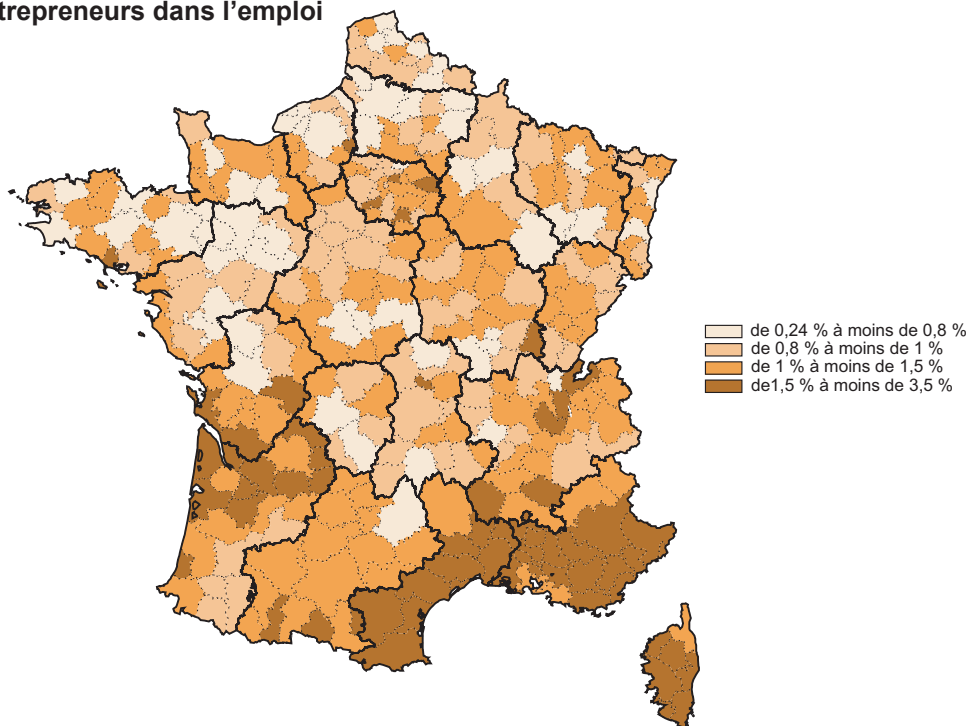 trepreneurs dans l’emploi
de 0,24 % à moins de 0,8 %
de 0,8 % à moins de 1 %
de 1 % à moins de 1,5 %
de1,5 % à moins de 3,5 %